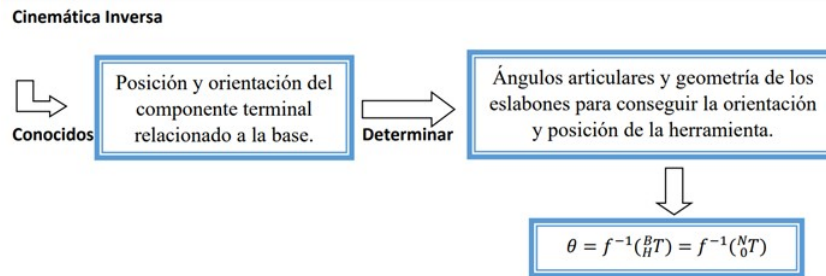 Cinemática Inversa
Conocidos
Posición y orientación del
componente terminal
relacionado a la base.
Determinar
Ángulos articulares y geometría de los
eslabones para conseguir la orientación
y posición de la herramienta.
θ = f⁻¹(ᴮ_HT) = f⁻¹(ᴺ₀T)